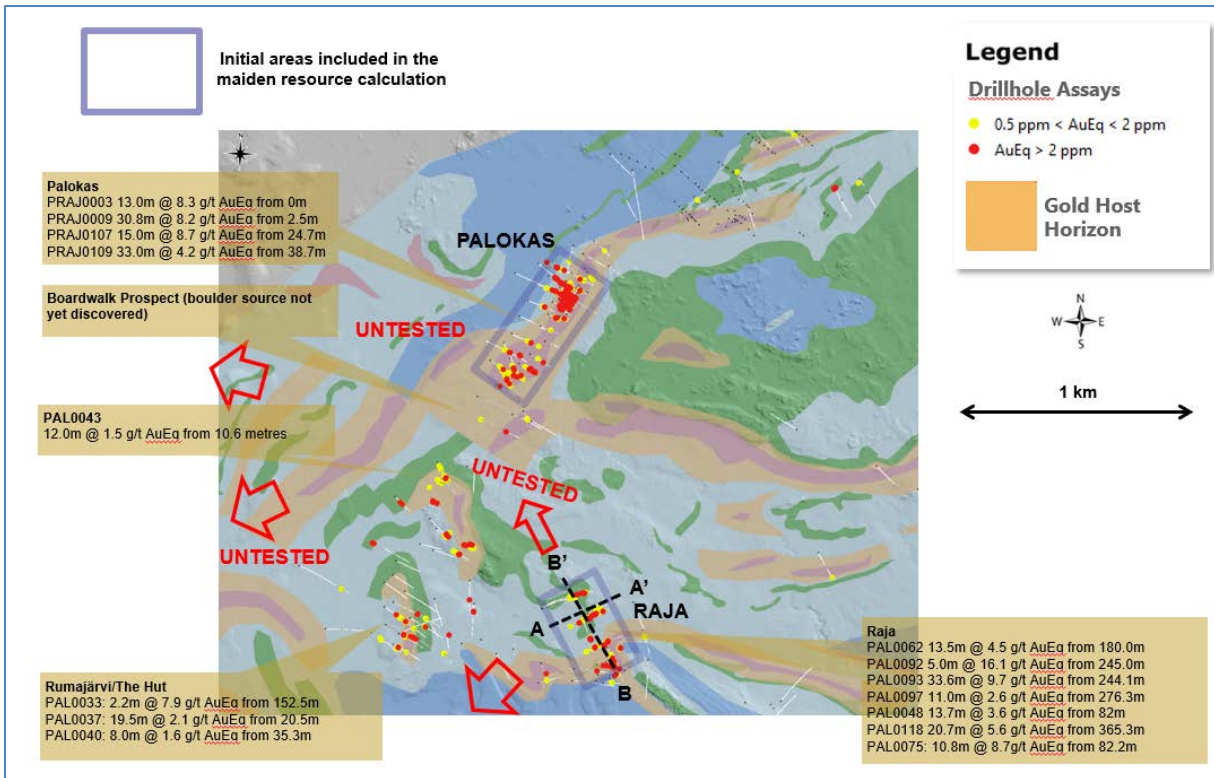 Initial areas included in the
maiden resource calculation
Legend
Drillhole Assays
0.5 ppm < AuEq < 2 ppm
AuEq > 2 ppm
Gold Host
Horizon
Palokas
PRAJ0003 13.0m @ 8.3 g/t AuEq from 0m
PRAJ0009 30.8m @ 8.2 g/t AuEq from 2.5m
PRAJ0107 15.0m @ 8.7 g/t AuEq from 24.7m
PRAJ0109 33.0m @ 4.2 g/t AuEq from 38.7m
PALOKAS
Boardwalk Prospect (boulder source not
yet discovered)
UNTESTED
N
W
E
S
1 km
PAL0043
12.0m @ 1.5 g/t AuEq from 10.6 metres
UNTESTED
UNTESTED
B'
A'
RAJA
A
B
Rumajärvi/The Hut
PAL0033: 2.2m @ 7.9 g/t AuEq from 152.5m
PAL0037: 19.5m @ 2.1 g/t AuEq from 20.5m
PAL0040: 8.0m @ 1.6 g/t AuEq from 35.3m
Raja
PAL0062 13.5m @ 4.5 g/t AuEq from 180.0m
PAL0092 5.0m @ 16.1 g/t AuEq from 245.0m
PAL0093 33.6m @ 9.7 g/t AuEq from 244.1m
PAL0097 11.0m @ 2.6 g/t AuEq from 276.3m
PAL0048 13.7m @ 3.6 g/t AuEq from 82m
PAL0118 20.7m @ 5.6 g/t AuEq from 365.3m
PAL0075: 10.8m @ 8.7g/t AuEq from 82.2m